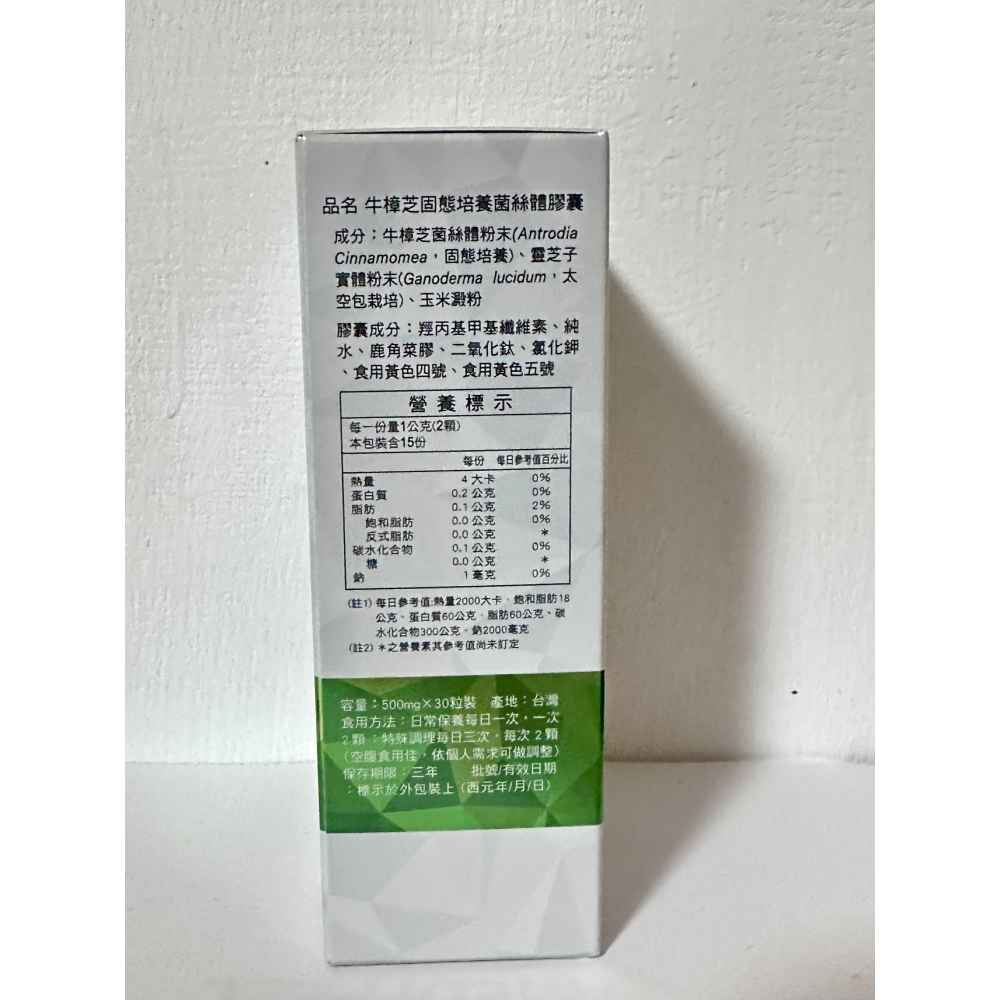 品名 牛樟芝固態培養菌絲體膠囊
成分：牛樟芝菌絲體粉末(Antrodia
Cinnamomea，固態培養)、靈芝子
實體粉末(Ganoderma lucidum，太
空包栽培)、玉米澱粉
膠囊成分：羥丙基甲基纖維素、純
水、鹿角菜膠、二氧化鈦、氯化鉀
、食用黃色四號、食用黃色五號
營養標示
每一份量1公克(2顆)
本包裝含15份
每份 每日參考值百分比
熱量 4 大卡 0%
蛋白質 0.2 公克 0%
脂肪 0.1 公克 2%
飽和脂肪 0.0 公克 0%
反式脂肪 0.0 公克 *
碳水化合物 0.1 公克 0%
糖 0.0 公克 *
鈉 1 毫克 0%
(註1) 每日參考值:熱量2000大卡、飽和脂肪18
公克、蛋白質60公克、脂肪60公克、碳
水化合物300公克、鈉2000毫克
(註2) *之營養素其參考值尚未訂定
容量：500mg×30粒裝 產地：台灣
食用方法：日常保養每日一次，一次
2顆；特殊調理每日三次，每次2顆
(空腹食用佳，依個人需求可做調整)
保存期限：三年 批號/有效日期
：標示於外包裝上 (西元年/月/日)